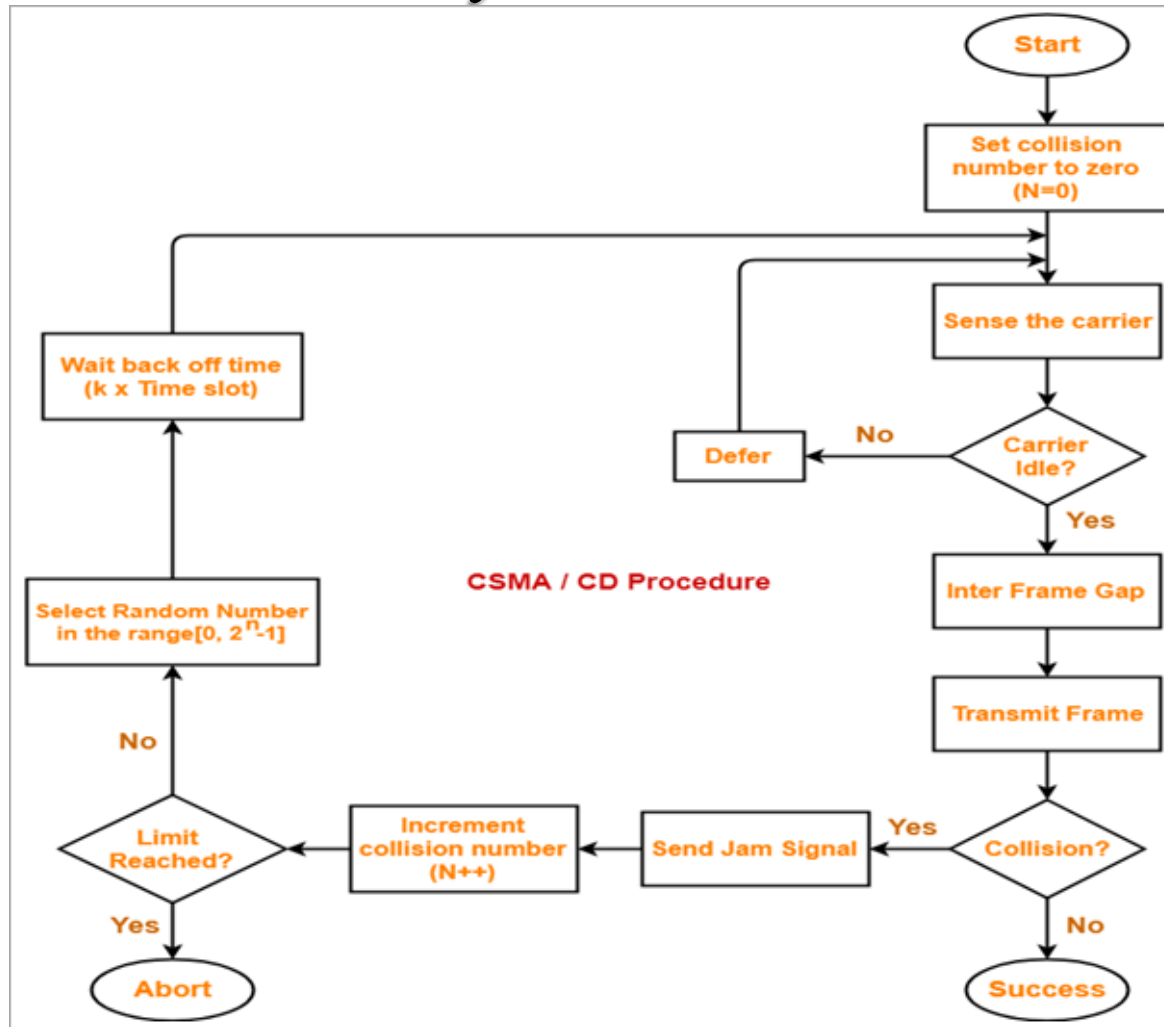 Start
Set collision
number to zero
(N=0)
Sense the carrier
Carrier
Idle?
No
Defer
Yes
Inter Frame Gap
Transmit Frame
Collision?
No
Success
Yes
Send Jam Signal
Increment
collision number
(N++)
Limit
Reached?
Yes
Abort
No
Select Random Number
in the range[0, 2^n-1]
Wait back off time
(k x Time slot)
CSMA / CD Procedure